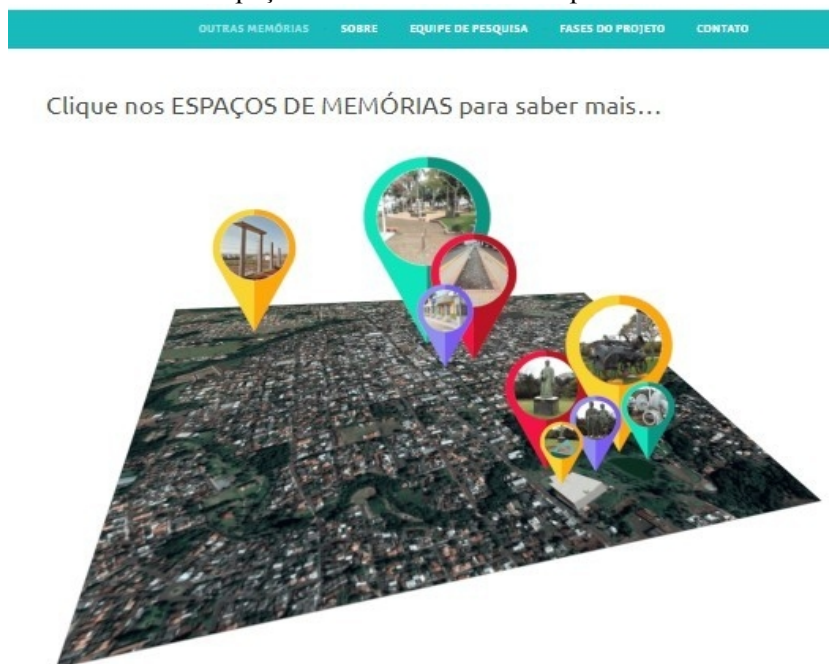 OUTRAS MEMÓRIAS SOBRE EQUIPE DE PESQUISA FASES DO PROJETO CONTATO
Clique nos ESPAÇOS DE MEMÓRIAS para saber mais...